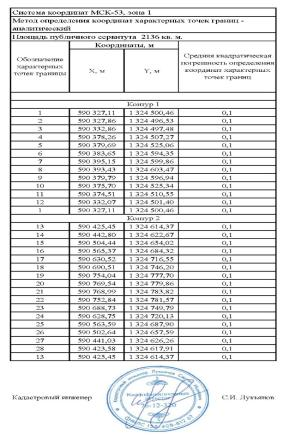 Система координат МСК-53, зона 1
Метод определения координат характерных точек границ -
аналитический
Площадь публичного сервитута 2136 кв. м.
Обозначение характерных точек границы
Координаты, м
Средняя квадратическая погрешность определения координат характерных точек границ
X, м Y, м
Контур 1
1 590 327,11 1 324 500,46 0,1
2 590 327,86 1 324 496,53 0,1
3 590 332,86 1 324 497,48 0,1
4 590 378,26 1 324 507,27 0,1
5 590 379,69 1 324 525,06 0,1
6 590 383,65 1 324 594,35 0,1
7 590 395,15 1 324 599,86 0,1
8 590 393,43 1 324 603,47 0,1
9 590 379,79 1 324 596,94 0,1
10 590 375,70 1 324 525,34 0,1
11 590 374,51 1 324 510,55 0,1
12 590 332,07 1 324 501,40 0,1
1 590 327,11 1 324 500,46 0,1
Контур 2
13 590 425,45 1 324 614,37 0,1
14 590 442,80 1 324 622,67 0,1
15 590 504,44 1 324 654,02 0,1
16 590 565,37 1 324 684,32 0,1
17 590 630,52 1 324 716,55 0,1
18 590 690,51 1 324 746,20 0,1
19 590 754,04 1 324 777,70 0,1
20 590 769,54 1 324 779,86 0,1
21 590 768,99 1 324 783,82 0,1
22 590 752,84 1 324 781,57 0,1
23 590 688,73 1 324 749,79 0,1
24 590 628,75 1 324 720,13 0,1
25 590 563,59 1 324 687,90 0,1
26 590 502,64 1 324 657,59 0,1
27 590 441,03 1 324 626,26 0,1
28 590 423,58 1 324 617,91 0,1
13 590 425,45 1 324 614,37 0,1
Кадастровый инженер С.И. Лукьянов